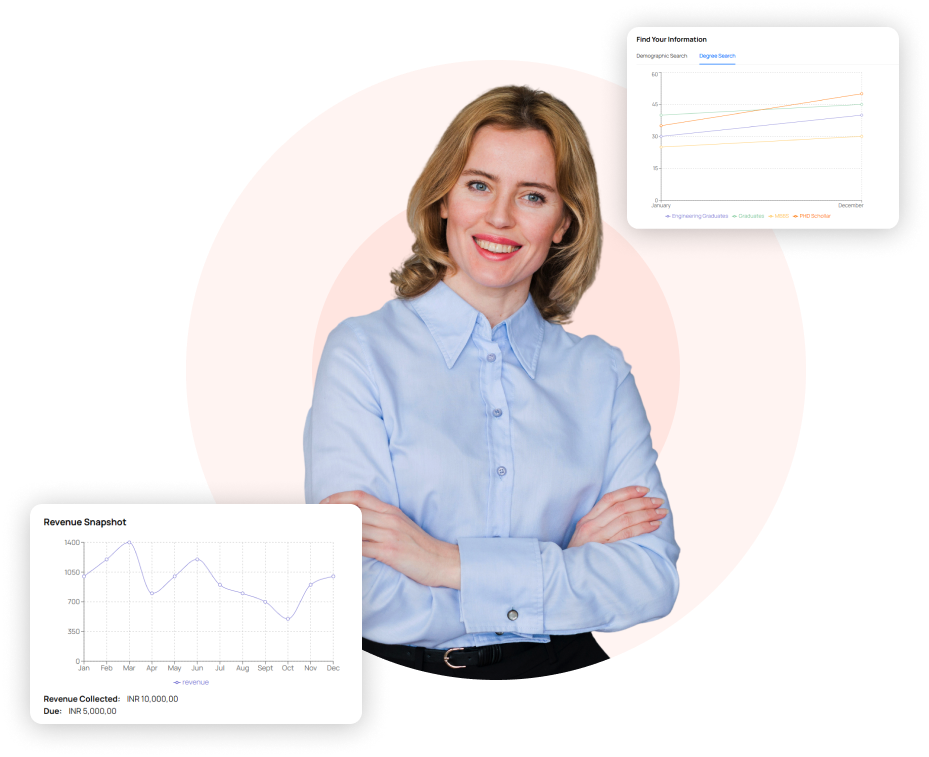 Find Your Information
Demographic Search Degree Search
60
45
30
15
0
January December
Engineering Graduates Graduates PHD Scholar
Revenue Snapshot
1400
1050
700
350
0
Jan Feb Mar Apr May Jun Jul Aug Sept Oct Nov Dec
revenue
Revenue Collected: INR 10,000,00
Due: INR 5,000,00